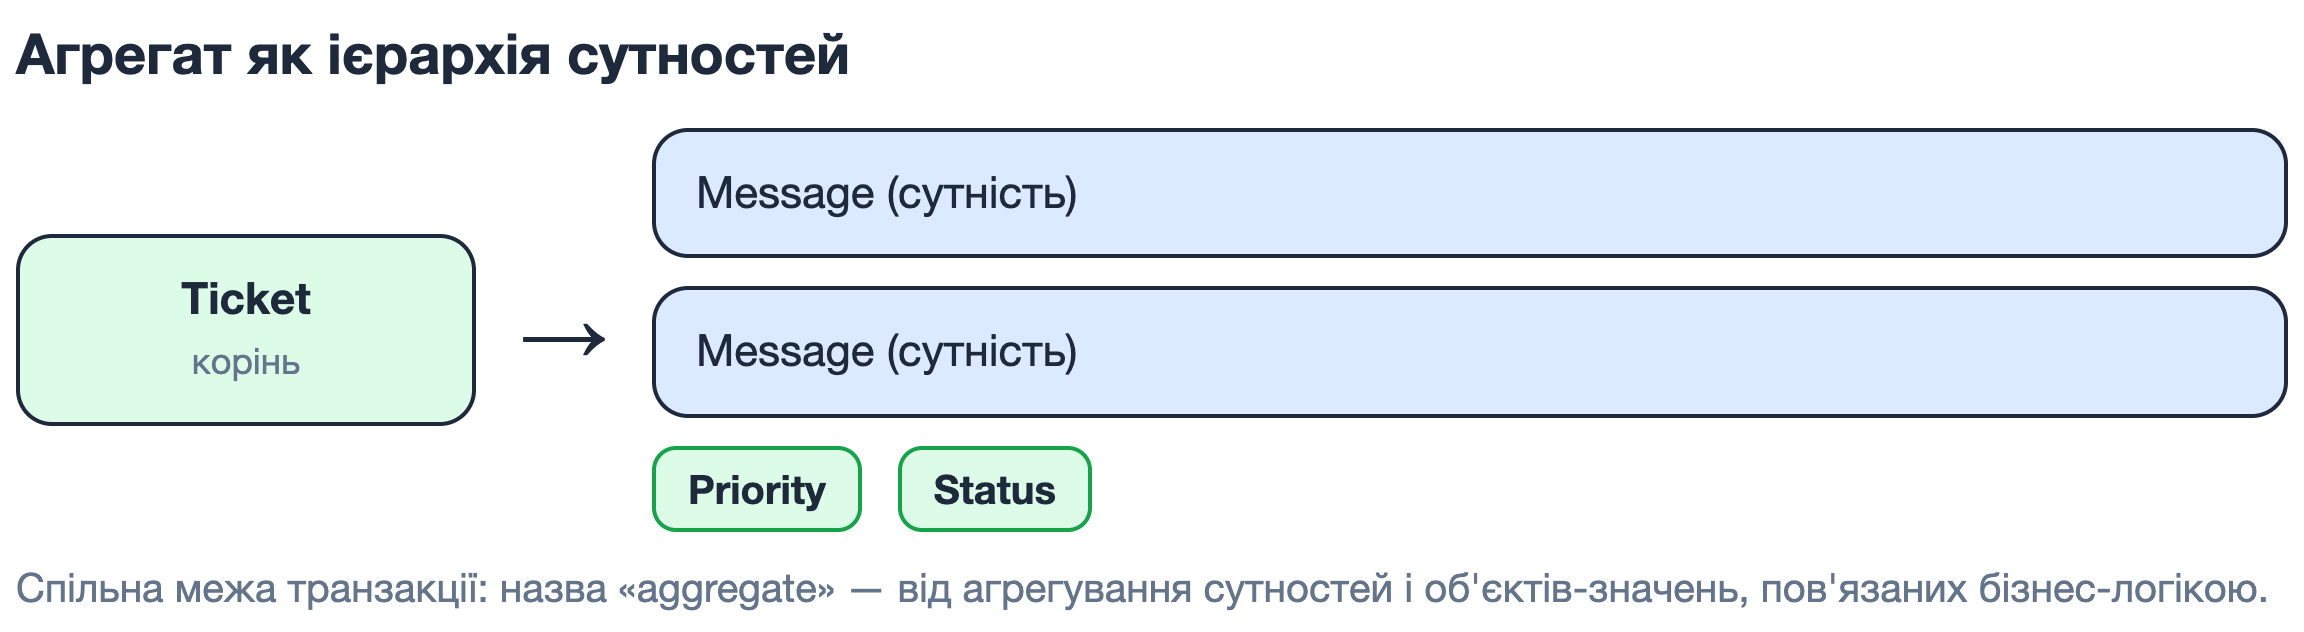 Агрегат як ієрархія сутностей
Message (сутність)
Ticket
корінь
→
Message (сутність)
Priority
Status
Спільна межа транзакції: назва «aggregate» — від агрегування сутностей і об'єктів-значень, пов'язаних бізнес-логікою.